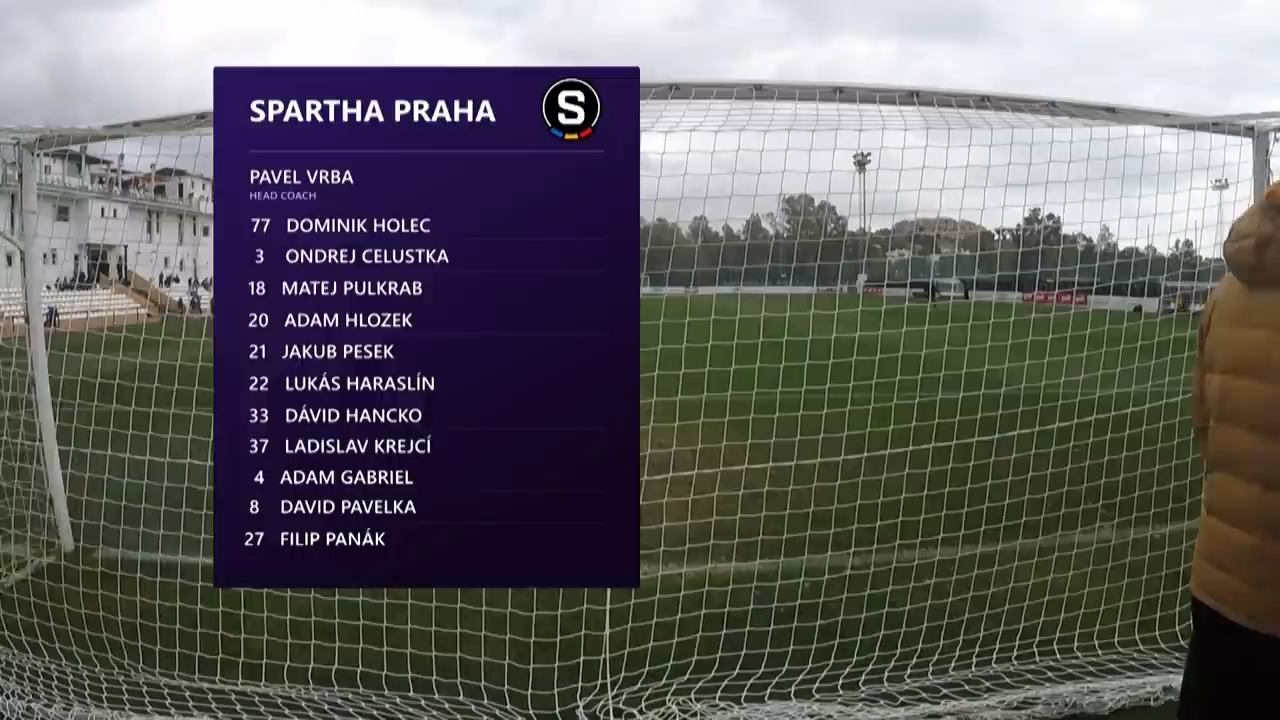 SPARTHA PRAHA
S
PAVEL VRBA
HEAD COACH
77 DOMINIK HOLEC
3 ONDREJ CELUSTKA
18 MATEJ PULKRAB
20 ADAM HLOZEK
21 JAKUB PESEK
22 LUKÁS HARASLÍN
33 DÁVID HANCKO
37 LADISLAV KREJCÍ
4 ADAM GABRIEL
8 DAVID PAVELKA
27 FILIP PANÁK